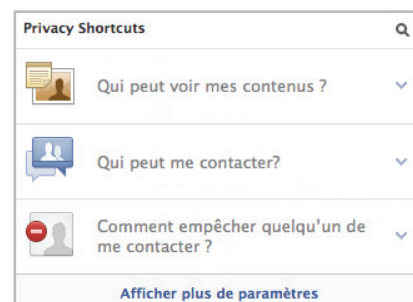 Privacy Shortcuts
Qui peut voir mes contenus ?
Qui peut me contacter?
Comment empêcher quelqu'un de
me contacter ?
Afficher plus de paramètres